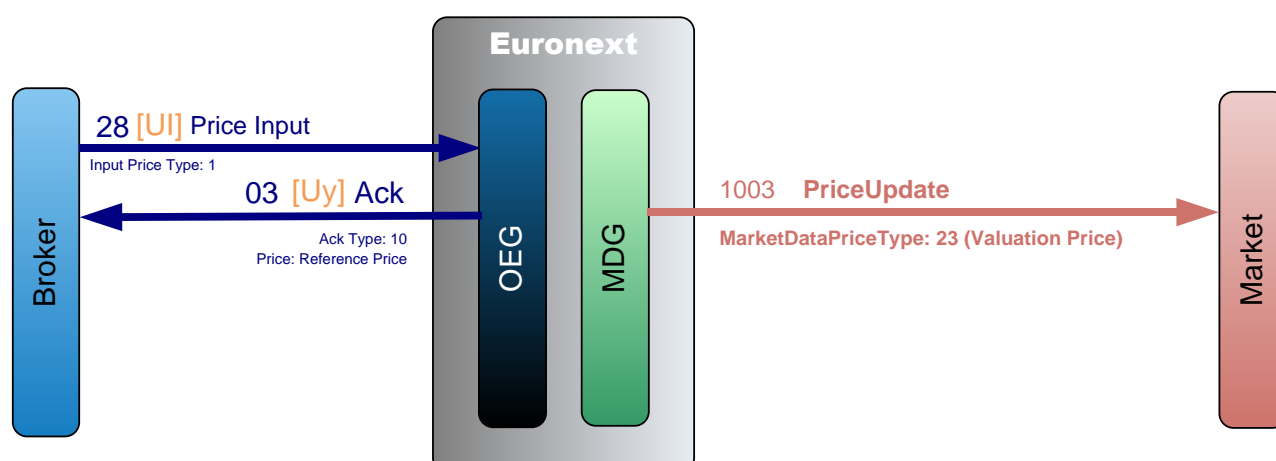 Euronext
28 [UI] Price Input
Input Price Type: 1
03 [Uy] Ack
Ack Type: 10
Price: Reference Price
1003 PriceUpdate
MarketDataPriceType: 23 (Valuation Price)
Broker
OEG
MDG
Market